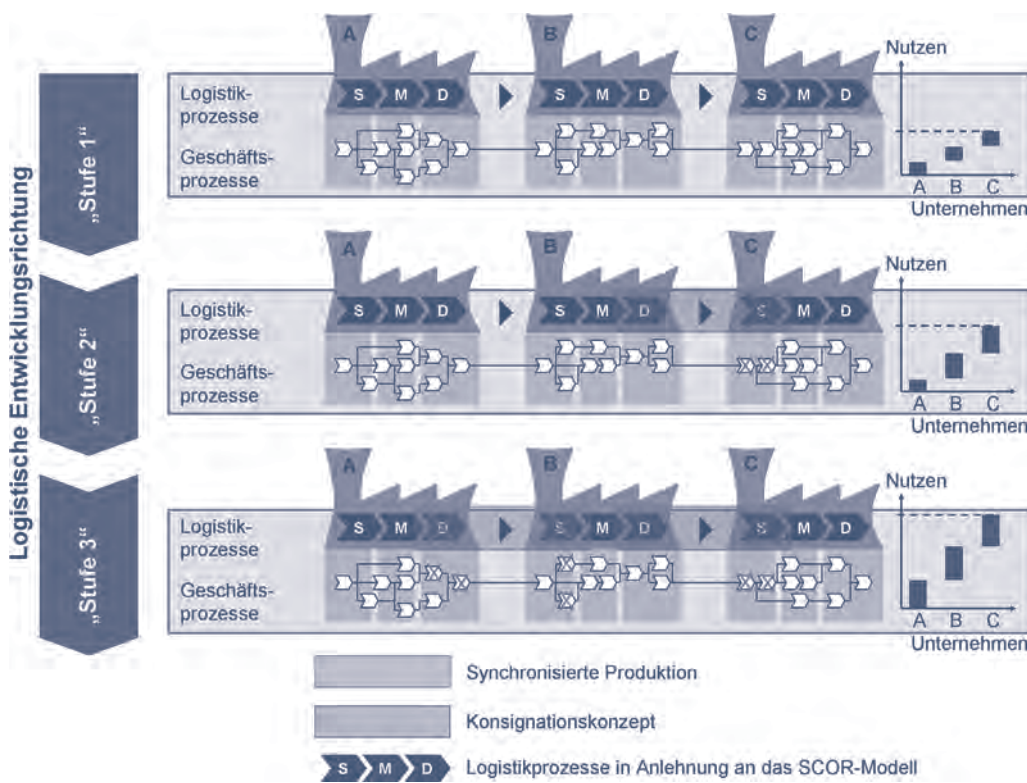 Logistische Entwicklungsrichtung
„Stufe 1“
A
B
C
Nutzen
Logistik-
prozesse
S M D
S M D
S M D
Geschäfts-
prozesse
A B C
Unternehmen
„Stufe 2“
A
B
C
Nutzen
Logistik-
prozesse
S M D
S M D
S M D
Geschäfts-
prozesse
A B C
Unternehmen
„Stufe 3“
A
B
C
Nutzen
Logistik-
prozesse
S M D
S M D
S M D
Geschäfts-
prozesse
A B C
Unternehmen
Synchronisierte Produktion
Konsignationskonzept
S M D Logistikprozesse in Anlehnung an das SCOR-Modell